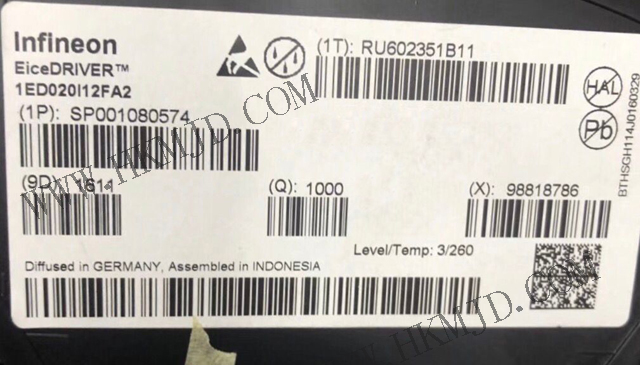 Infineon
EiceDRIVER™
1ED020I12FA2
(1P): SP001080574
(1T): RU602351B11
HAL
Pb
BTHSGH114J0160329
(9D): 1614
(Q): 1000
(X): 98818786
Level/Temp: 3/260
Diffused in GERMANY, Assembled in INDONESIA
WWW.HKMJD.COM
WWW.HKMJD.COM